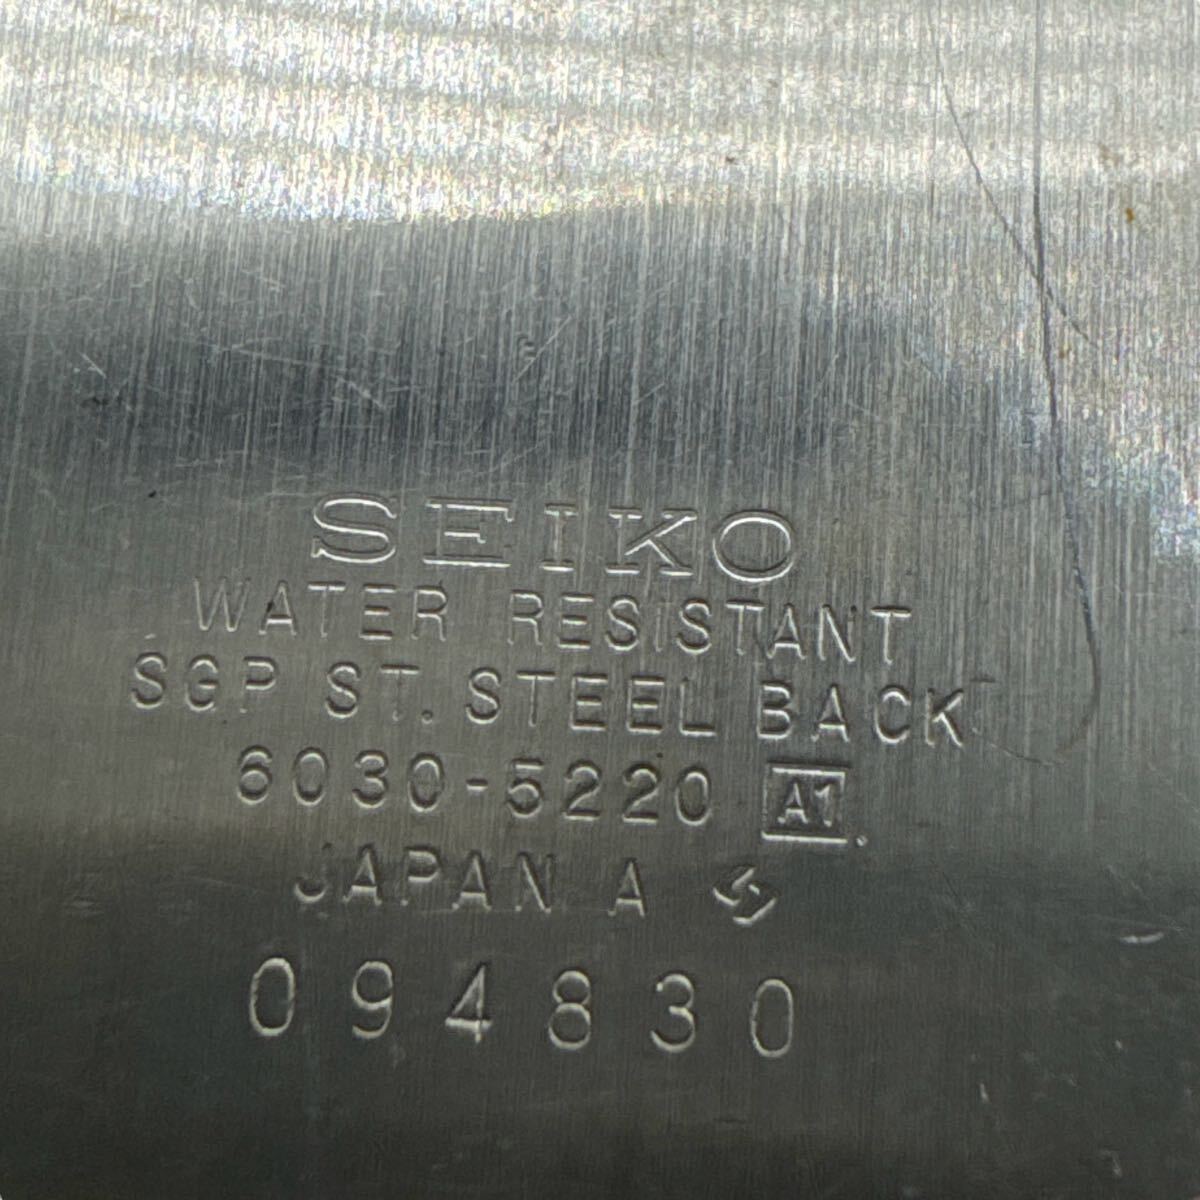 SEIKO
WATER RESISTANT
SGP ST. STEEL BACK
6030-5220 A1.
JAPAN A
094830